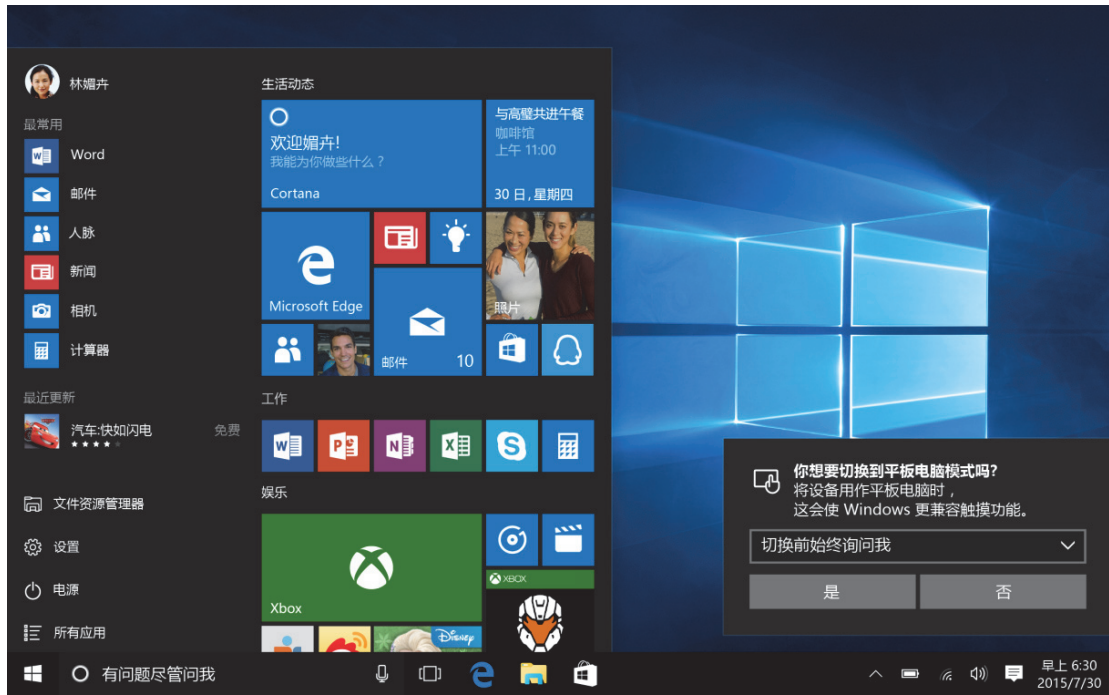 林媚卉
最常用
Word
邮件
人脉
新闻
相机
计算器
最近更新
汽车:快如闪电
免费
文件资源管理器
设置
电源
所有应用
生活动态
欢迎媚卉!
我能为你做些什么?
Cortana
与高璧共进午餐
咖啡馆
上午 11:00
30 日,星期四
Microsoft Edge
邮件 10
照片
工作
娱乐
Xbox
XBOX
Disney
你想要切换到平板电脑模式吗?
将设备用作平板电脑时,
这会使 Windows 更兼容触摸功能。
切换前始终询问我
是
否
有问题尽管问我
早上 6:30
2015/7/30